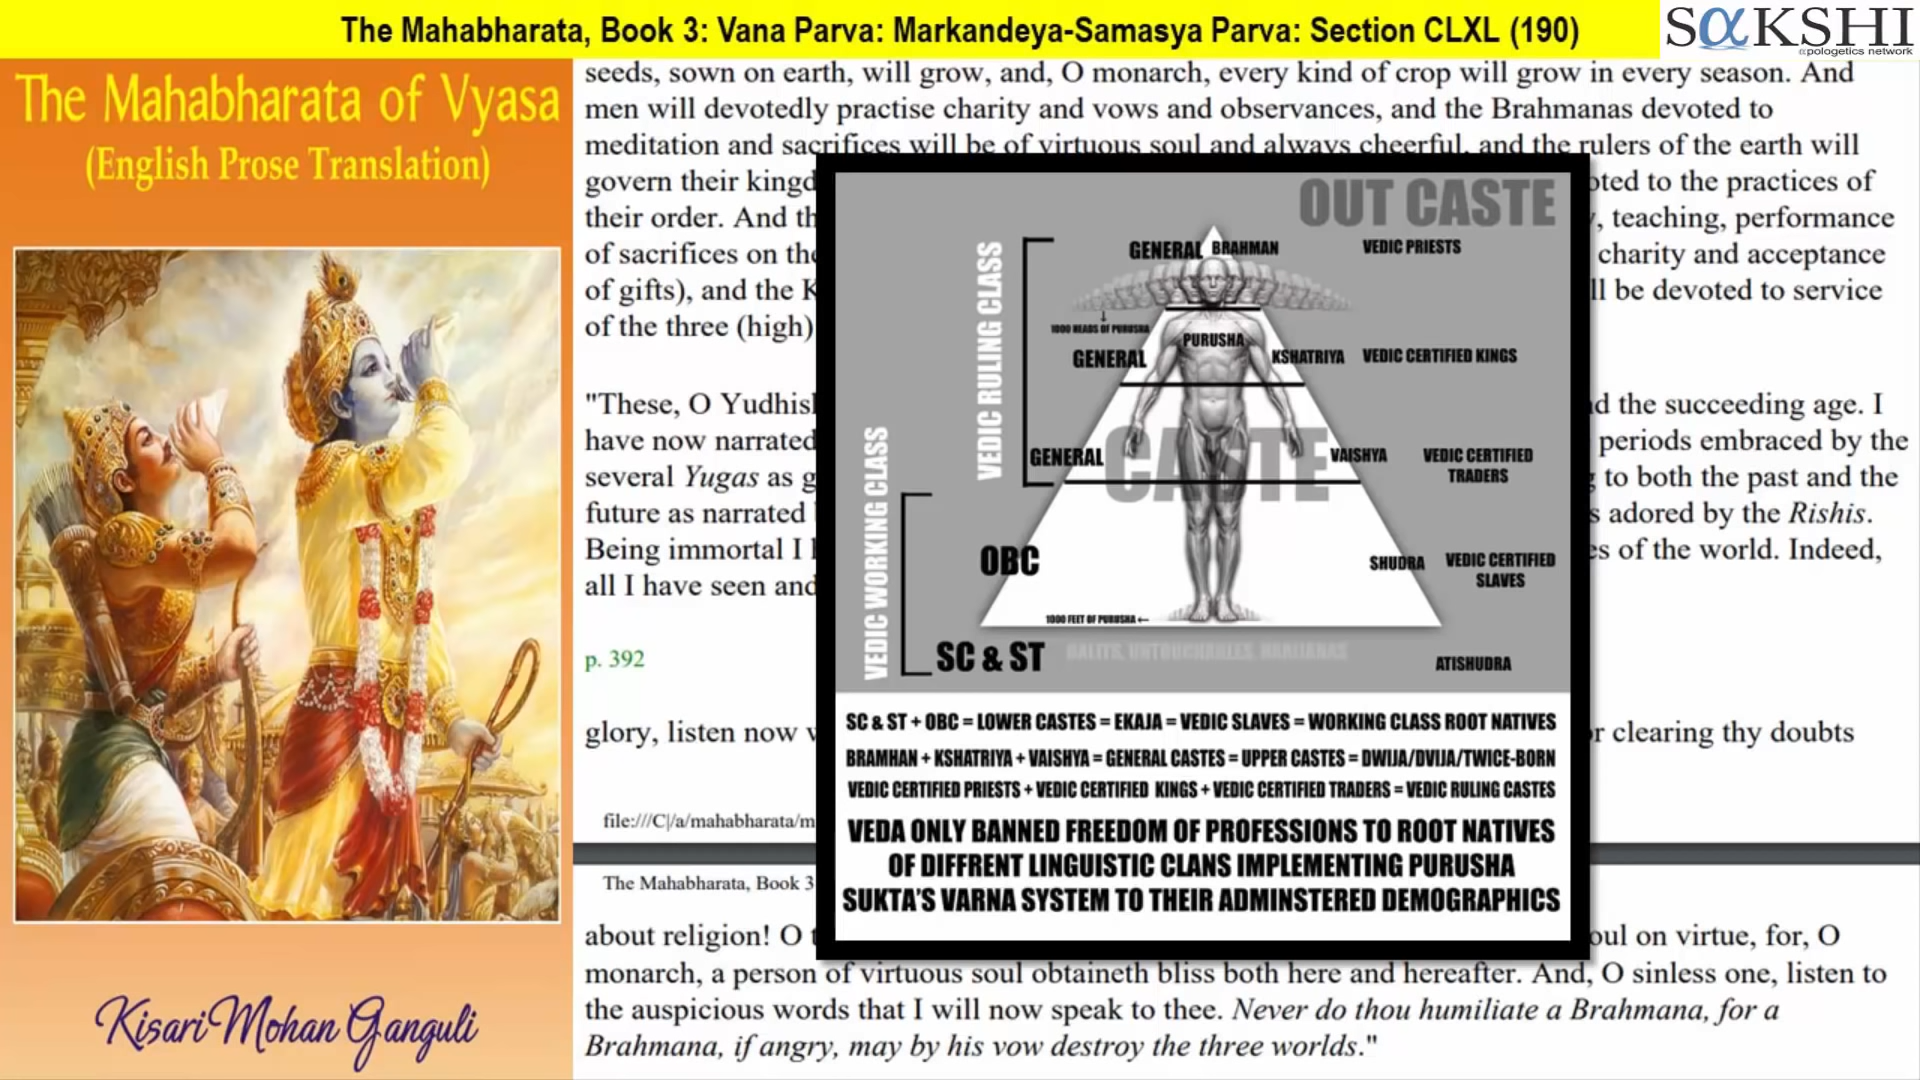 The Mahabharata, Book 3: Vana Parva: Markandeya-Samasya Parva: Section CLXL (190)
SαKSHI
apologetics network
The Mahabharata of Vyasa
(English Prose Translation)
Kisari Mohan Ganguli
seeds, sown on earth, will grow, and, O monarch, every kind of crop will grow in every season. And
men will devotedly practise charity and vows and observances, and the Brahmanas devoted to
meditation and sacrifices will be of virtuous soul and always cheerful, and the rulers of the earth will
govern their kingd
oted to the practices of
their order. And th
, teaching, performance
of sacrifices on the
charity and acceptance
of gifts), and the K
ll be devoted to service
of the three (high)
"These, O Yudhis
d the succeeding age. I
have now narrated
periods embraced by the
several Yugas as g
to both the past and the
future as narrated
s adored by the Rishis.
Being immortal I
es of the world. Indeed,
all I have seen and
p. 392
glory, listen now
r clearing thy doubts
file:///C|/a/mahabharata/m
The Mahabharata, Book 3
about religion! O
oul on virtue, for, O
monarch, a person of virtuous soul obtaineth bliss both here and hereafter. And, O sinless one, listen to
the auspicious words that I will now speak to thee. Never do thou humiliate a Brahmana, for a
Brahmana, if angry, may by his vow destroy the three worlds."
OUT CASTE
GENERAL BRAHMAN VEDIC PRIESTS
VEDIC RULING CLASS
1000 HEADS OF PURUSHA
PURUSHA
GENERAL KSHATRIYA VEDIC CERTIFIED KINGS
CASTE
GENERAL VAISHYA VEDIC CERTIFIED
TRADERS
VEDIC WORKING CLASS
OBC SHUDRA VEDIC CERTIFIED
SLAVES
1000 FEET OF PURUSHA ←
SC & ST DALITS, UNTOUCHABLES, HARIJANAS ATISHUDRA
SC & ST + OBC = LOWER CASTES = EKAJA = VEDIC SLAVES = WORKING CLASS ROOT NATIVES
BRAMHAN + KSHATRIYA + VAISHYA = GENERAL CASTES = UPPER CASTES = DWIJA/DVIJA/TWICE-BORN
VEDIC CERTIFIED PRIESTS + VEDIC CERTIFIED KINGS + VEDIC CERTIFIED TRADERS = VEDIC RULING CASTES
VEDA ONLY BANNED FREEDOM OF PROFESSIONS TO ROOT NATIVES
OF DIFFRENT LINGUISTIC CLANS IMPLEMENTING PURUSHA
SUKTA'S VARNA SYSTEM TO THEIR ADMINSTERED DEMOGRAPHICS